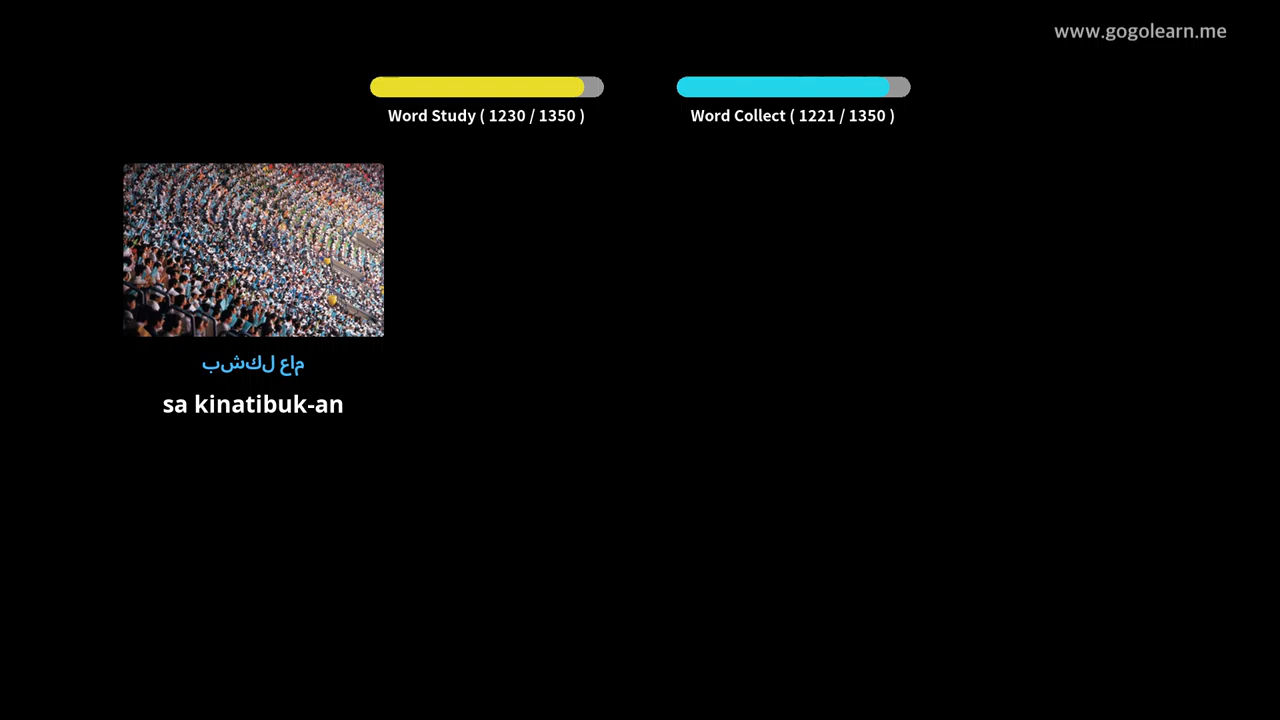 www.gogolearn.me
Word Study ( 1230 / 1350 )
Word Collect ( 1221 / 1350 )
بشكل عام
sa kinatibuk-an